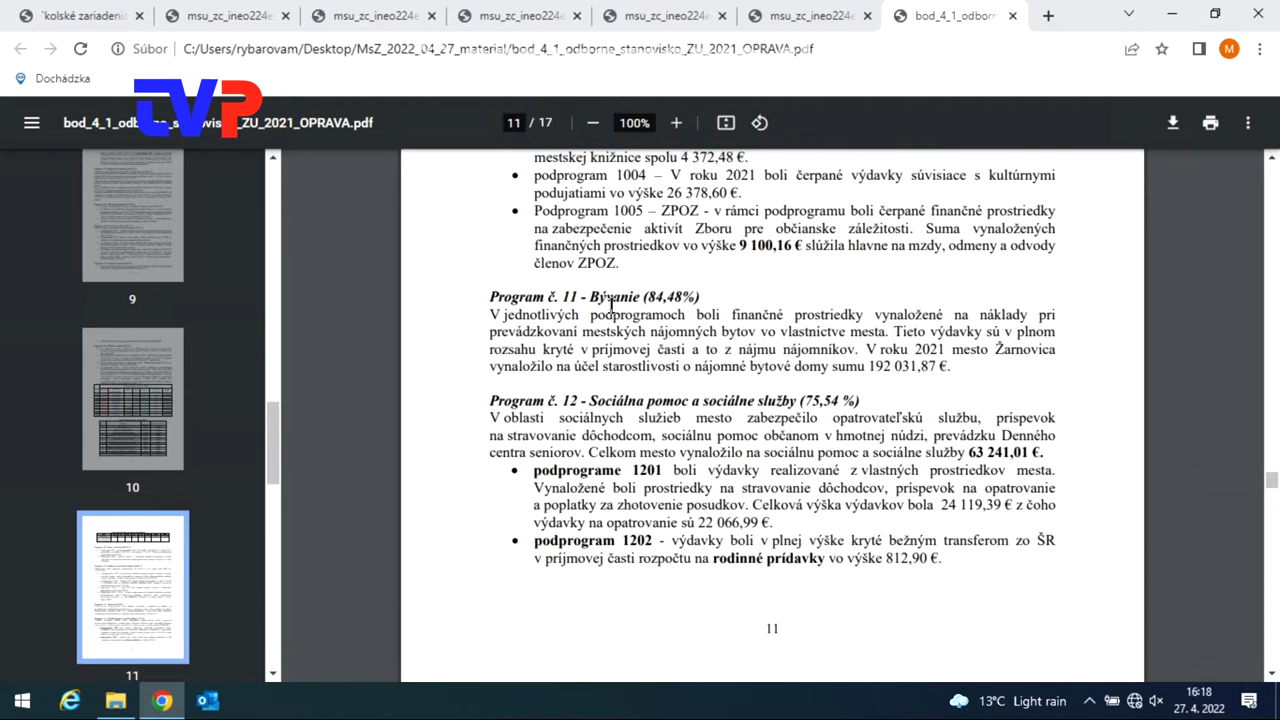 `kolské zariadeni
msu_zc_ineo224e
msu_zc_ineo224e
msu_zc_ineo224e
msu_zc_ineo224e
msu_zc_ineo224e
bod_4_1_odborn
Súbor
C:/Users/rybarovam/Desktop/MsZ_2022_04_27_material/bod_4_1_odborne_stanovisko_ZU_2021_OPRAVA.pdf
M
Dochádzka
TVP
bod_4_1_odb
isko_ZU_2021_OPRAVA.pdf
11 / 17
100%
mestskej knižnice spolu 4 372,48 €.
podprogram 1004 – V roku 2021 boli čerpané výdavky súvisiace s kultúrnymi
podujatiami vo výške 26 378,60 €.
Podprogram 1005 – ZPOZ - v rámci podprogramu boli čerpané finančné prostriedky
na zabezpečenie aktivít Zboru pre občianske záležitosti. Suma vynaložených
finančných prostriedkov vo výške 9 100,16 € slúžila hlavne na mzdy, odmeny a odvody
členov ZPOZ.
Program č. 11 - Bývanie (84,48%)
V jednotlivých podprogramoch boli finančné prostriedky vynaložené na náklady pri
prevádzkovaní mestských nájomných bytov vo vlastníctve mesta. Tieto výdavky sú v plnom
rozsahu kryté v príjmovej časti a to z nájmu nájomníkov. V roku 2021 mesto Žarnovica
vynaložilo na účel starostlivosti o nájomné bytové domy sumu 192 031,87 €.
Program č. 12 - Sociálna pomoc a sociálne služby (75,54 %)
V oblasti sociálnych služieb mesto zabezpečilo opatrovateľskú službu, príspevok
na stravovanie dôchodcom, sociálnu pomoc občanom v hmotnej núdzi, prevádzku Denného
centra seniorov. Celkom mesto vynaložilo na sociálnu pomoc a sociálne služby 63 241,01 €.
podprograme 1201 boli výdavky realizované z vlastných prostriedkov mesta.
Vynaložené boli prostriedky na stravovanie dôchodcov, príspevok na opatrovanie
a poplatky za zhotovenie posudkov. Celková výška výdavkov bola 24 119,39 € z čoho
výdavky na opatrovanie sú 22 066,99 €.
podprogram 1202 - výdavky boli v plnej výške kryté bežným transferom zo ŠR
v príjmovej časti rozpočtu na rodinné prídavky vo výške 812,90 €.
11
9
10
11
13°C Light rain
16:18
27. 4. 2022